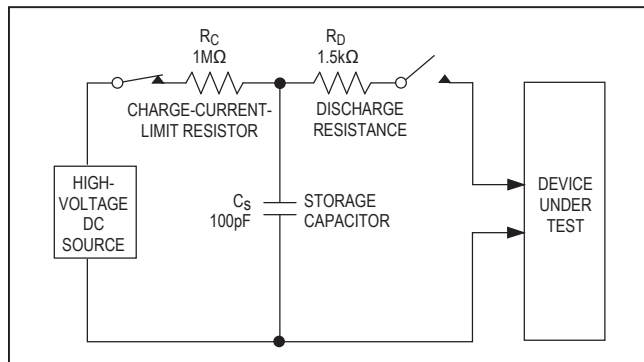 RC
1MΩ
CHARGE-CURRENT-
LIMIT RESISTOR
RD
1.5kΩ
DISCHARGE
RESISTANCE
HIGH-
VOLTAGE
DC
SOURCE
Cs
100pF
STORAGE
CAPACITOR
DEVICE
UNDER
TEST